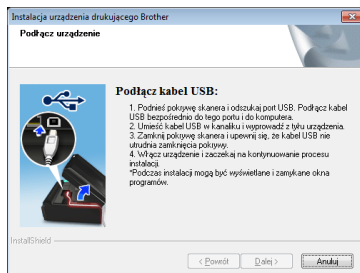 Instalacja urządzenia drukującego Brother
Podłącz urządzenie
Podłącz kabel USB:
1. Podnieś pokrywę skanera i odszukaj port USB. Podłącz kabel
USB bezpośrednio do tego portu i do komputera.
2. Umieść kabel USB w kanaliku i wyprowadź z tyłu urządzenia.
3. Zamknij pokrywę skanera i upewnij się, że kabel USB nie
utrudnia zamknięcia pokrywy.
4. Włącz urządzenie i zaczekaj na kontynuowanie procesu
instalacji.
*Podczas instalacji mogą być wyświetlane i zamykane okna
programów.
InstallShield
< Powrót
Dalej >
Anuluj